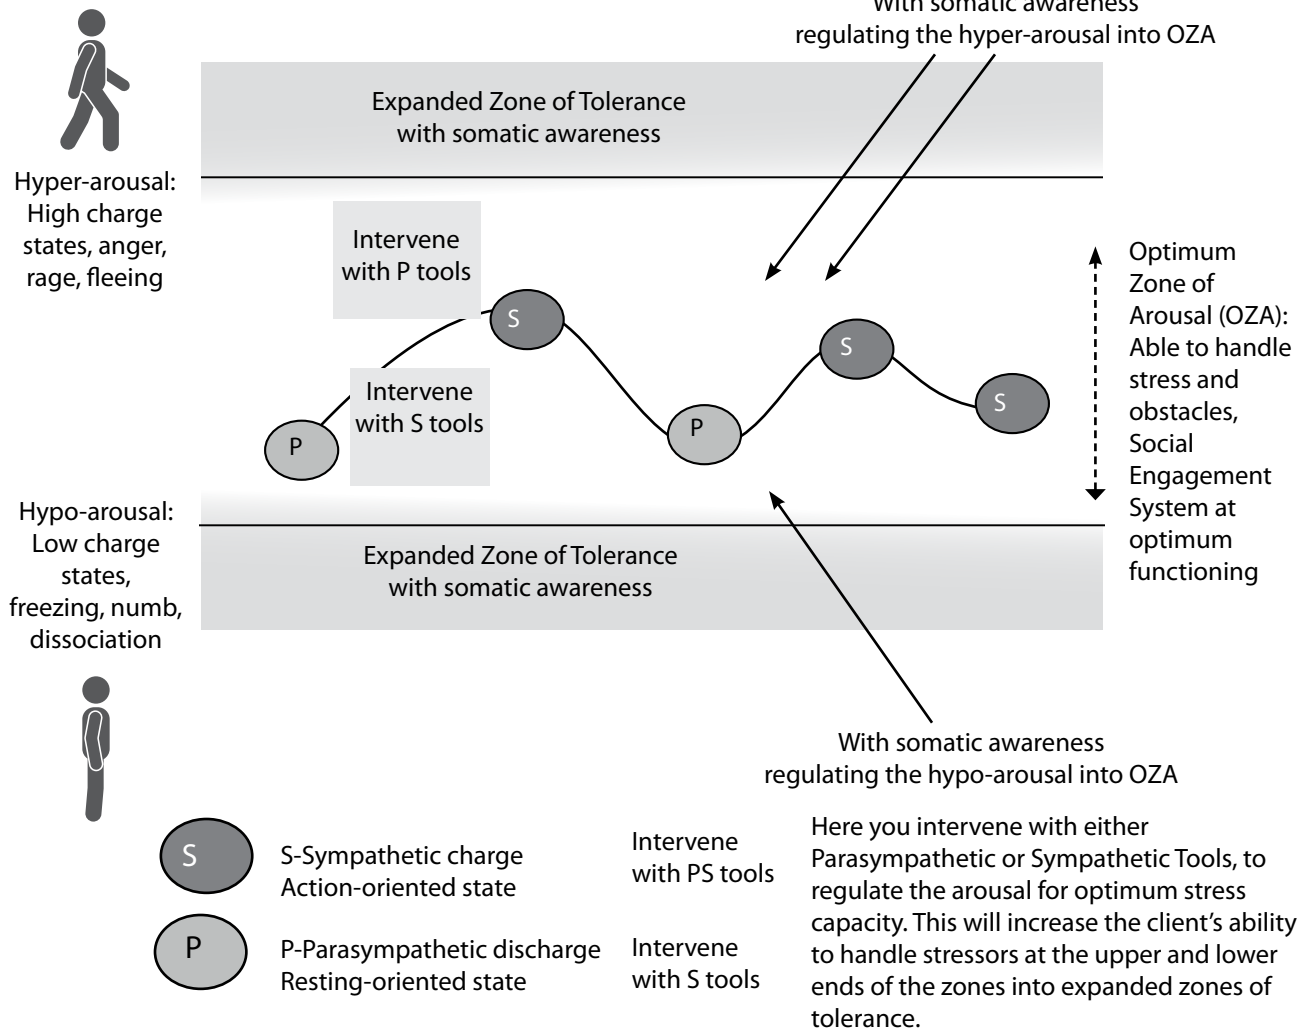 With somatic awareness
regulating the hyper-arousal into OZA
Expanded Zone of Tolerance
with somatic awareness
Hyper-arousal:
High charge
states, anger,
rage, fleeing
Intervene
with P tools
S
Intervene
with S tools
P
P
S
S
Optimum
Zone of
Arousal (OZA):
Able to handle
stress and
obstacles,
Social
Engagement
System at
optimum
functioning
Hypo-arousal:
Low charge
states,
freezing, numb,
dissociation
Expanded Zone of Tolerance
with somatic awareness
With somatic awareness
regulating the hypo-arousal into OZA
S
S-Sympathetic charge
Action-oriented state
Intervene
with PS tools
P
P-Parasympathetic discharge
Resting-oriented state
Intervene
with S tools
Here you intervene with either
Parasympathetic or Sympathetic Tools, to
regulate the arousal for optimum stress
capacity. This will increase the client’s ability
to handle stressors at the upper and lower
ends of the zones into expanded zones of
tolerance.